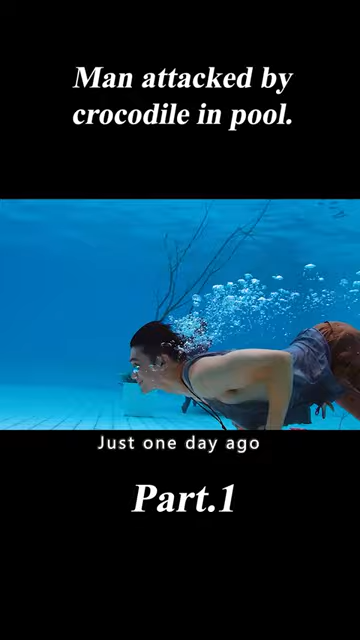 Man attacked by
crocodile in pool.
Just one day ago
Part.1